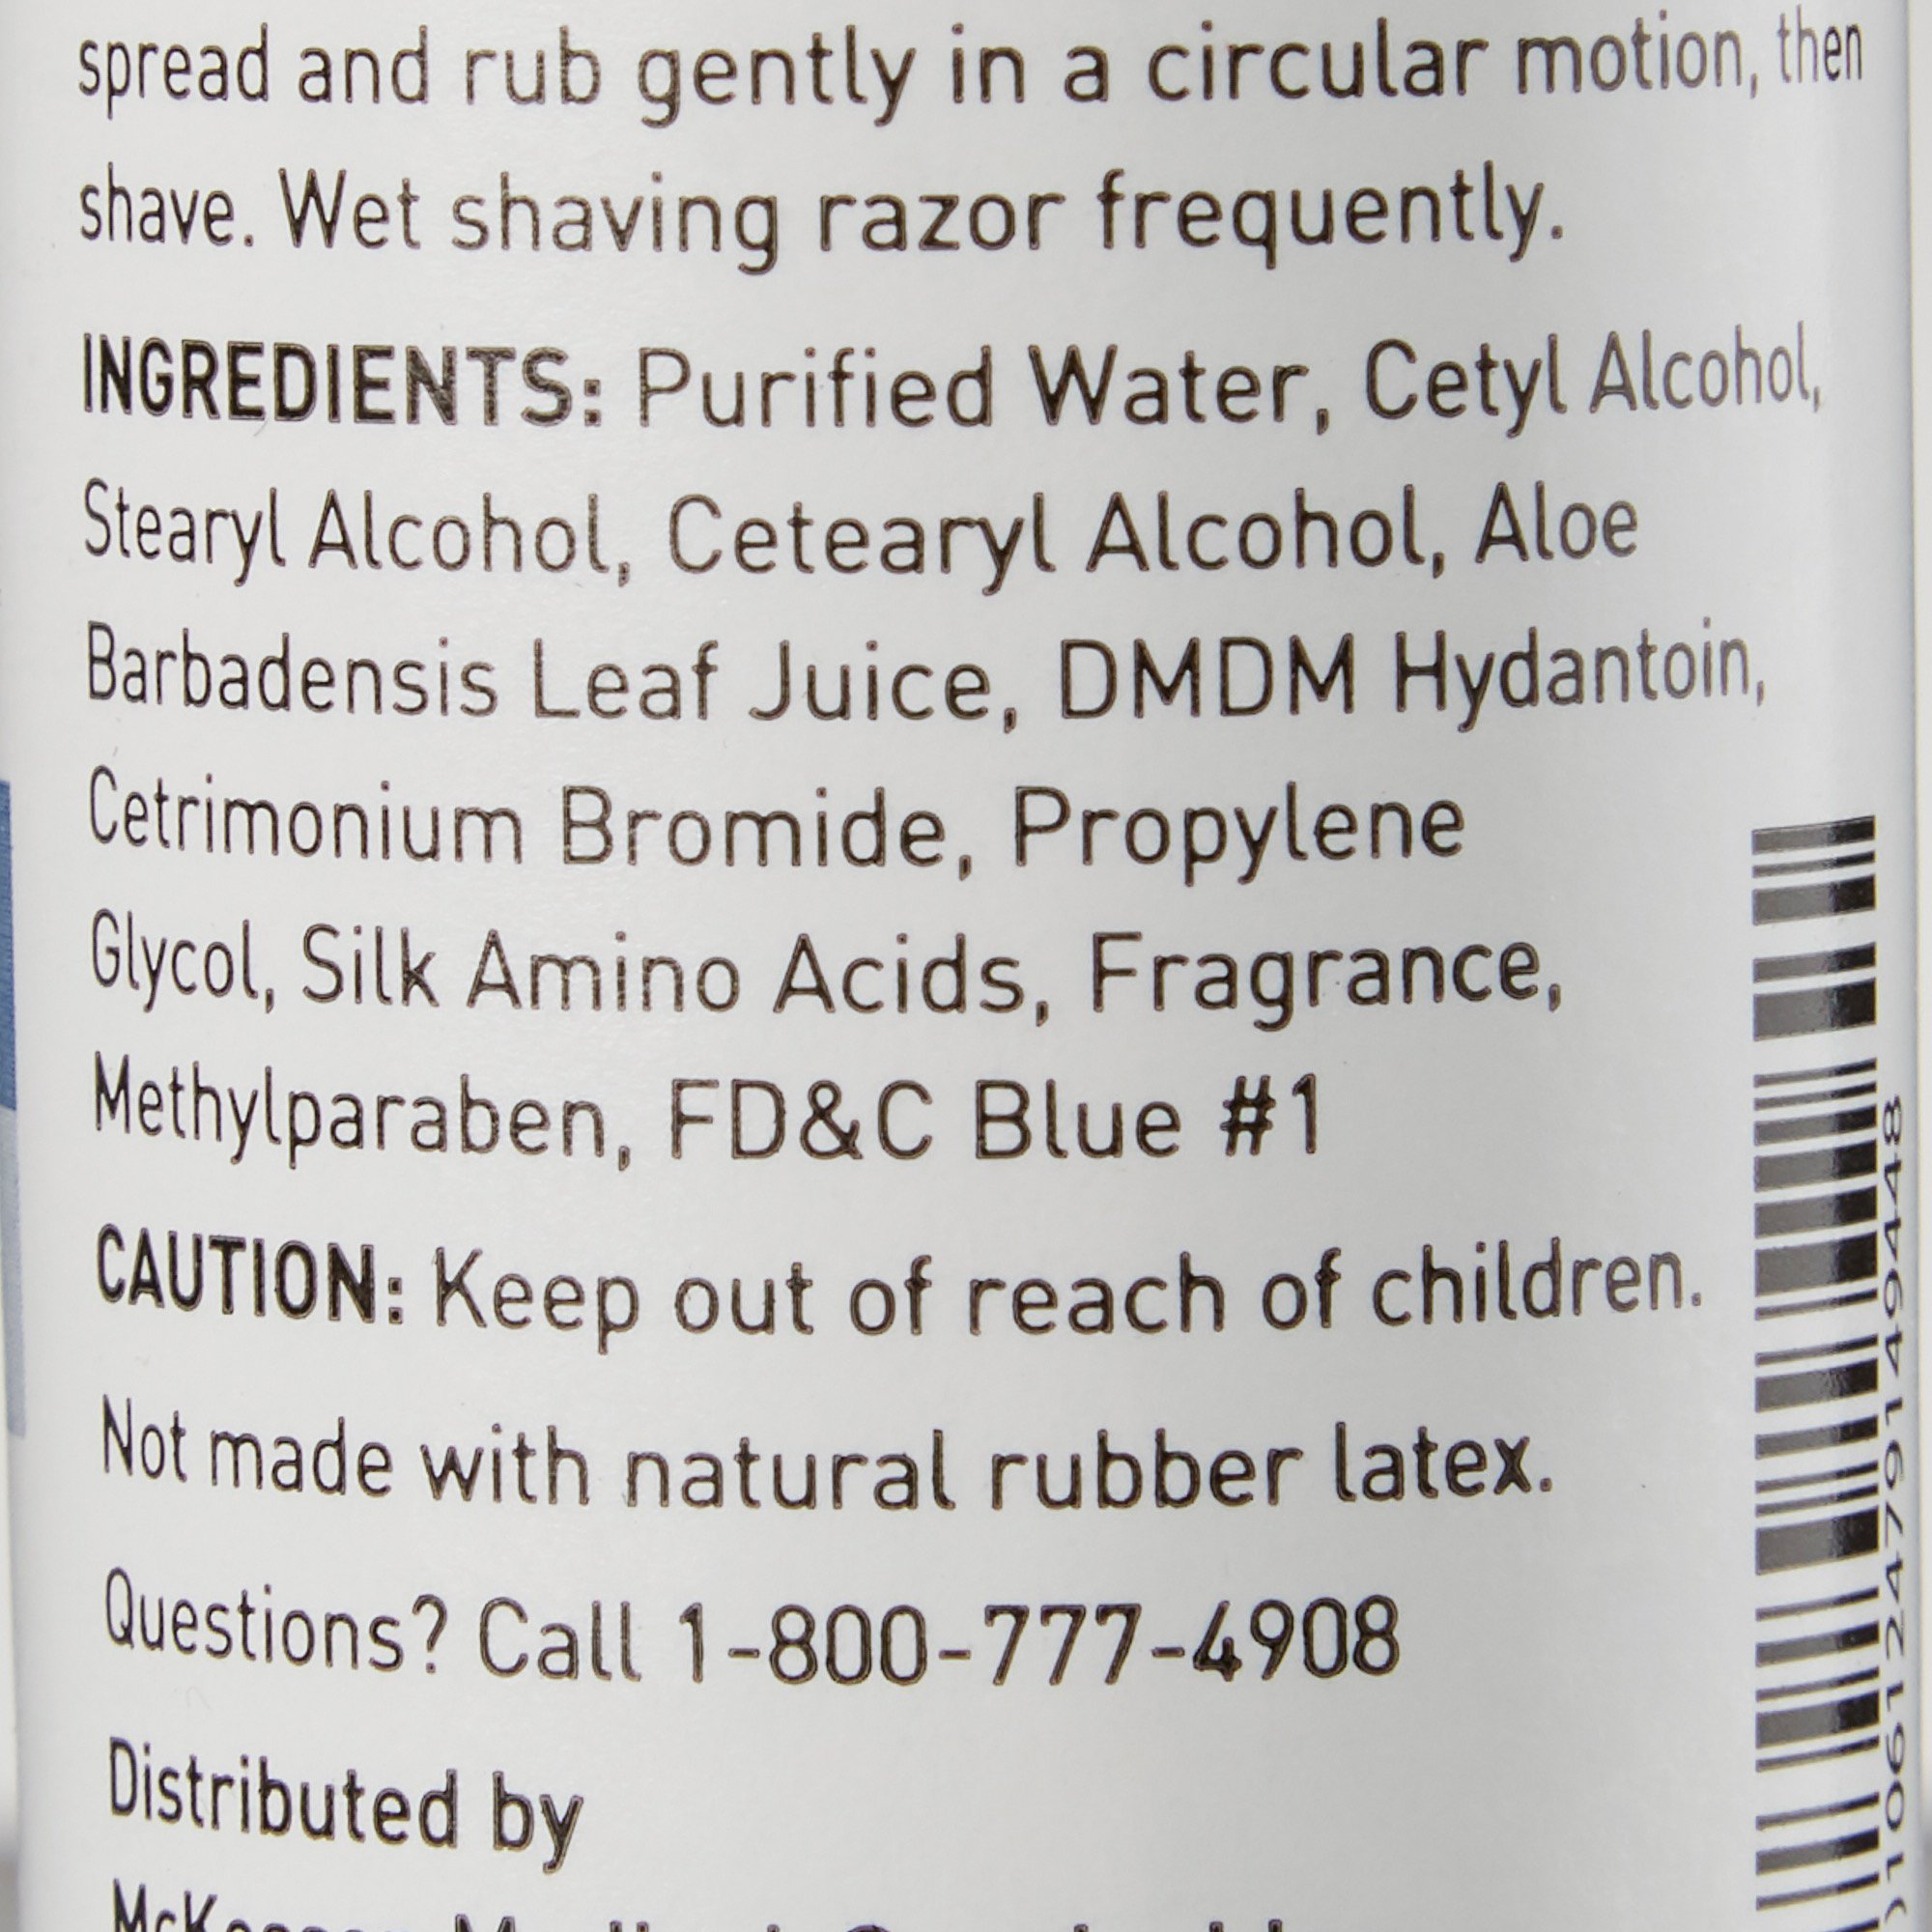 spread and rub gently in a circular motion, then
shave. Wet shaving razor frequently.
INGREDIENTS: Purified Water, Cetyl Alcohol,
Stearyl Alcohol, Cetearyl Alcohol, Aloe
Barbadensis Leaf Juice, DMDM Hydantoin,
Cetrimonium Bromide, Propylene
Glycol, Silk Amino Acids, Fragrance,
Methylparaben, FD&C Blue #1
CAUTION: Keep out of reach of children.
Not made with natural rubber latex.
Questions? Call 1-800-777-4908
Distributed by